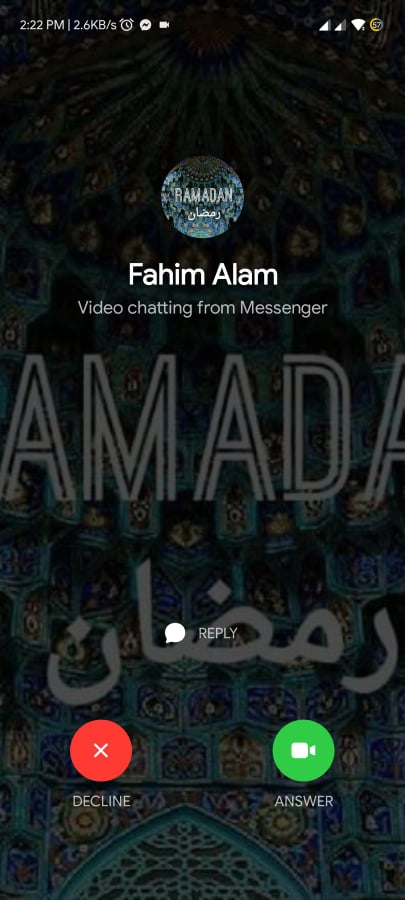 2:22 PM | 2.6KB/s
57
RAMADAN
رمضان
Fahim Alam
Video chatting from Messenger
AMADA
رمضان
REPLY
DECLINE
ANSWER